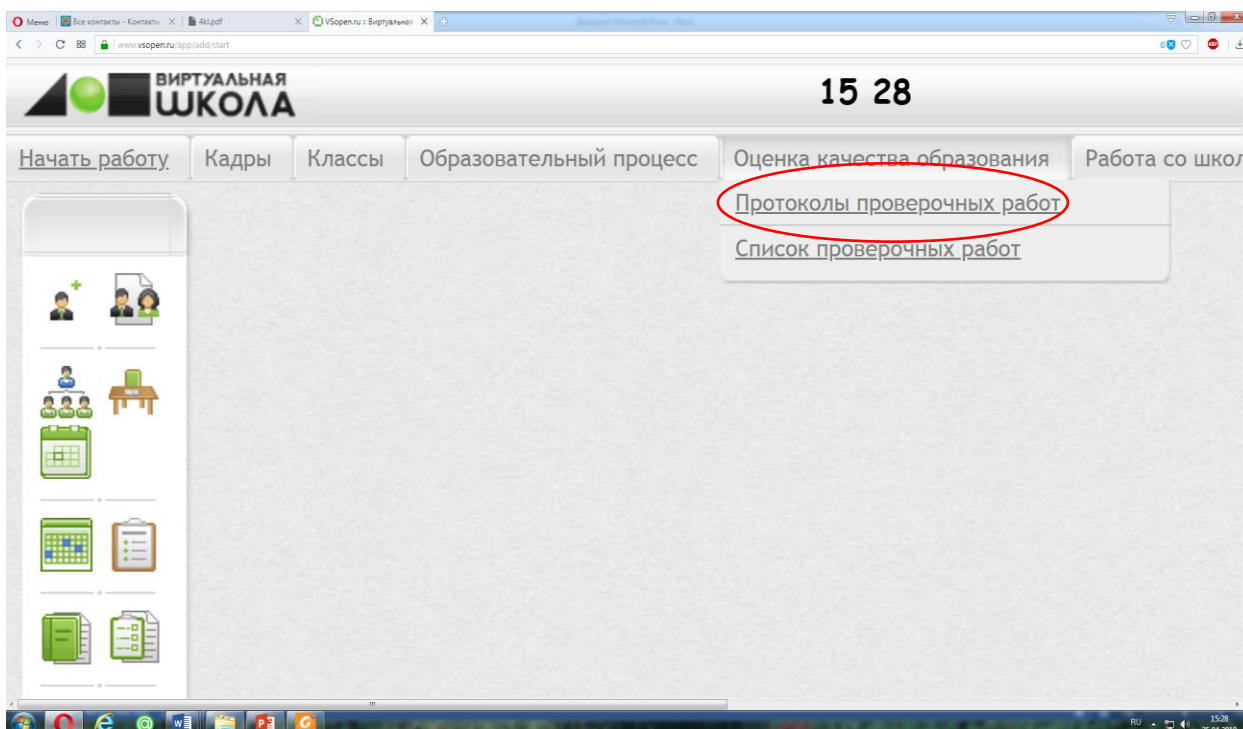 Меню
Все контакты - Контакты
4kl.pdf
VSopen.ru :: Виртуальная
www.vsopen.ru/app/add/start
ВИРТУАЛЬНАЯ
ШКОЛА
15 28
Начать работу Кадры Классы Образовательный процесс Оценка качества образования Работа со школ
Протоколы проверочных работ
Список проверочных работ
RU 15:28